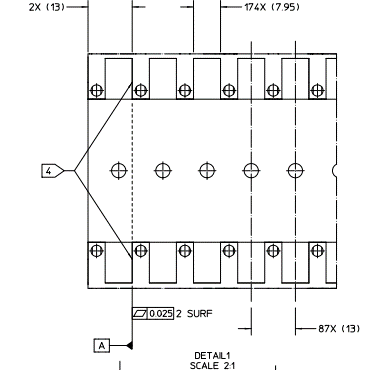 2X (13)
174X (7.95)
4
0.025 2 SURF
A
87X (13)
DETAIL1
SCALE 2:1